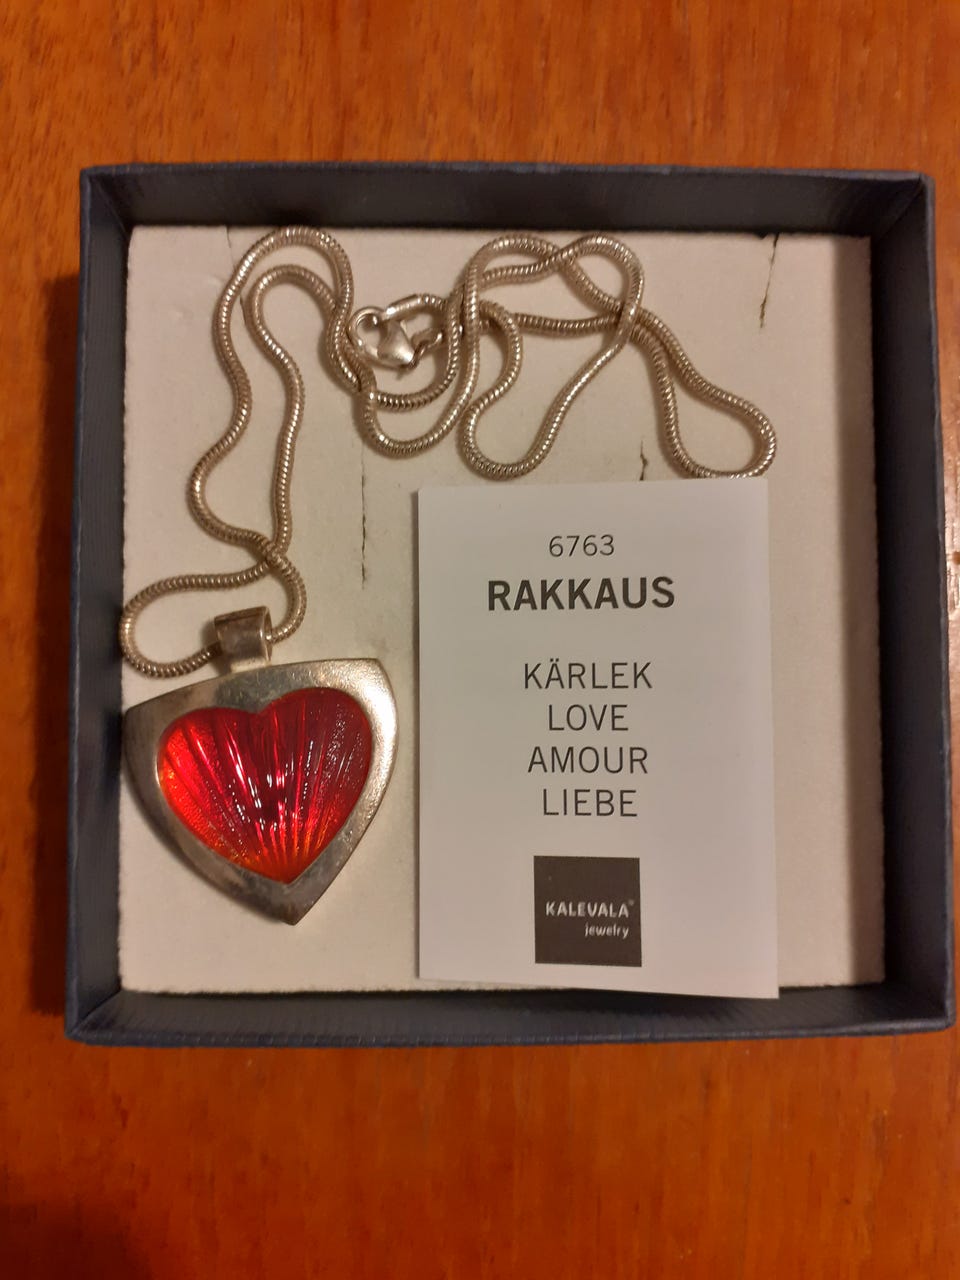 6763
RAKKAUS
KÄRLEK
LOVE
AMOUR
LIEBE
KALEVALA®
jewelry